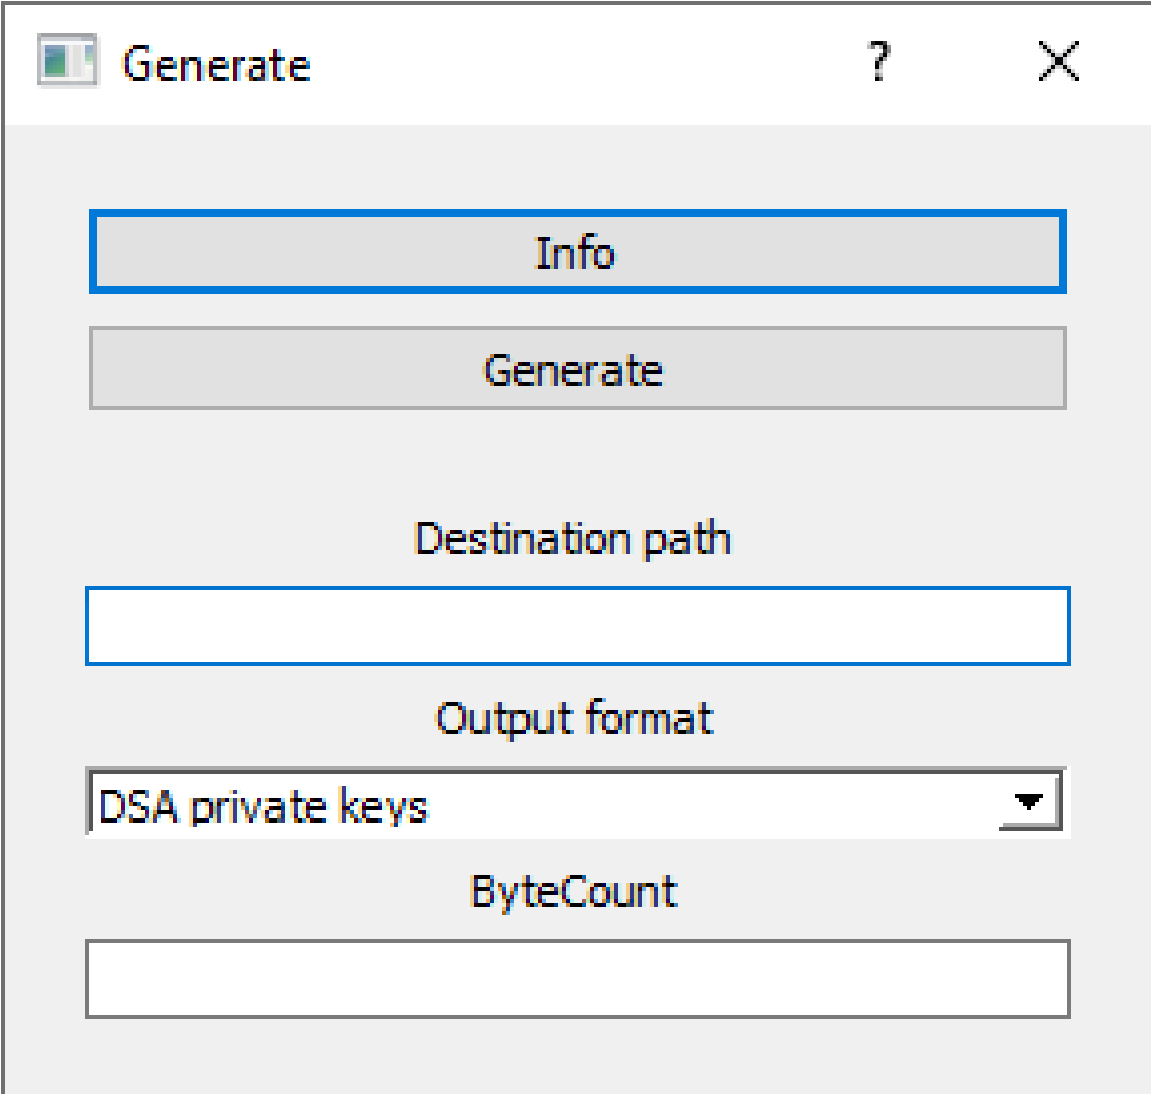 Generate ?
Info
Generate
Destination path
Output format
DSA private keys
ByteCount